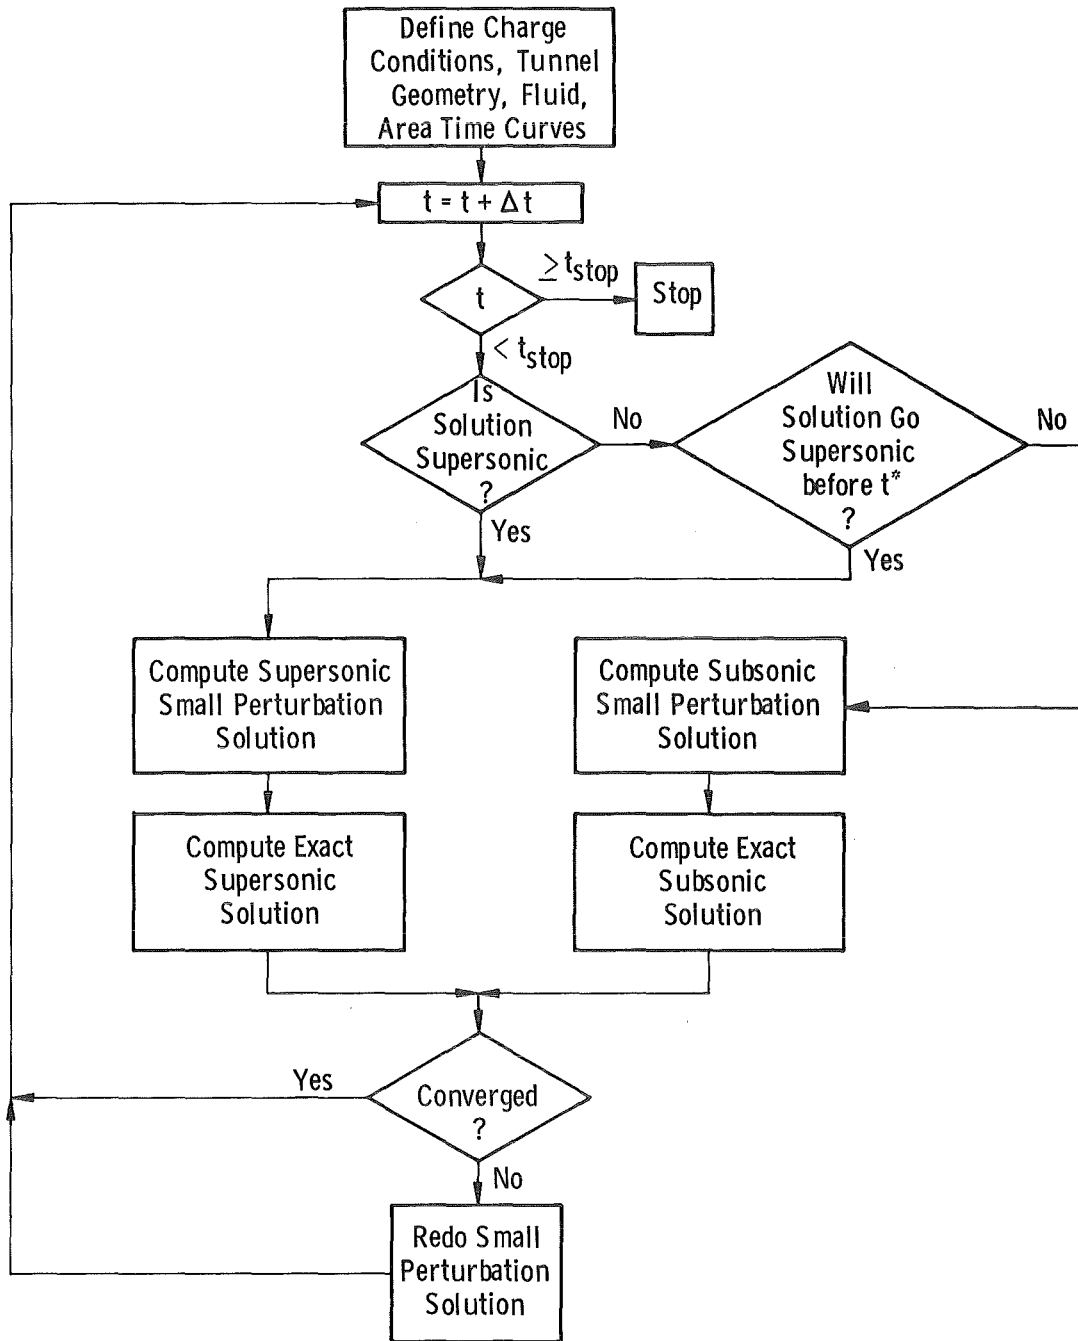 Define Charge
Conditions, Tunnel
Geometry, Fluid,
Area Time Curves
t = t + Δt
t
≥ tstop
Stop
< tstop
Is
Solution
Supersonic
?
No
Will
Solution Go
Supersonic
before t*
?
No
Yes
Yes
Compute Supersonic
Small Perturbation
Solution
Compute Subsonic
Small Perturbation
Solution
Compute Exact
Supersonic
Solution
Compute Exact
Subsonic
Solution
Converged
?
Yes
No
Redo Small
Perturbation
Solution